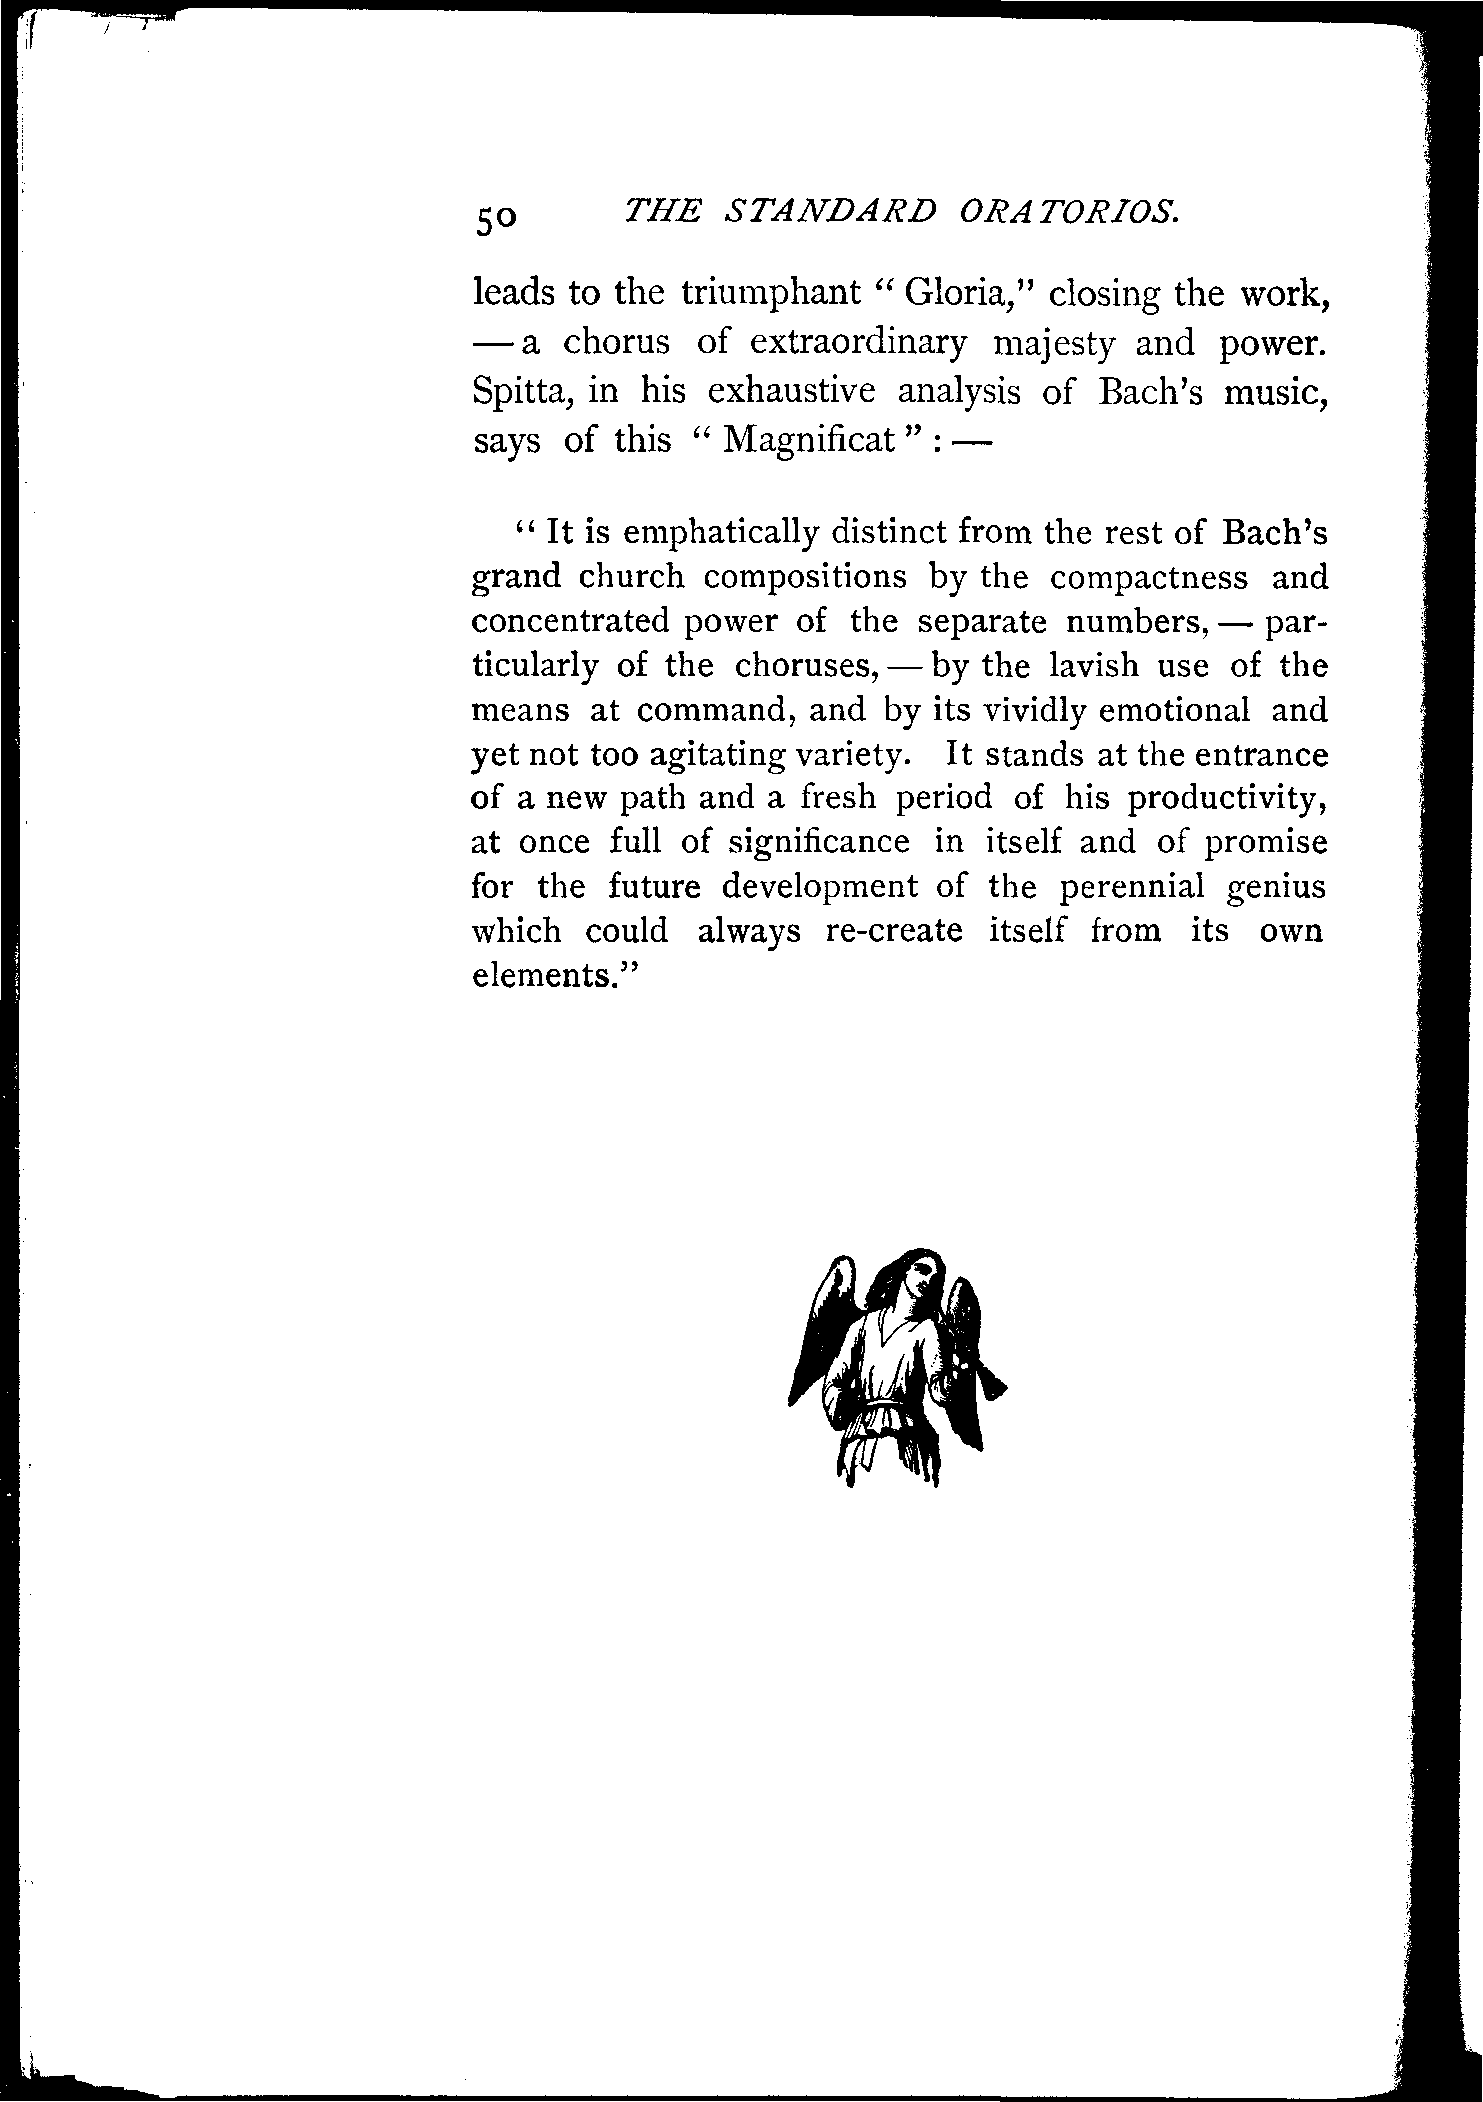 50 THE STANDARD ORATORIOS.
leads to the triumphant “Gloria,” closing the work,
— a chorus of extraordinary majesty and power.
Spitta, in his exhaustive analysis of Bach’s music,
says of this “Magnificat”: —
“It is emphatically distinct from the rest of Bach’s
grand church compositions by the compactness and
concentrated power of the separate numbers, — par-
ticularly of the choruses, — by the lavish use of the
means at command, and by its vividly emotional and
yet not too agitating variety. It stands at the entrance
of a new path and a fresh period of his productivity,
at once full of significance in itself and of promise
for the future development of the perennial genius
which could always re-create itself from its own
elements.”